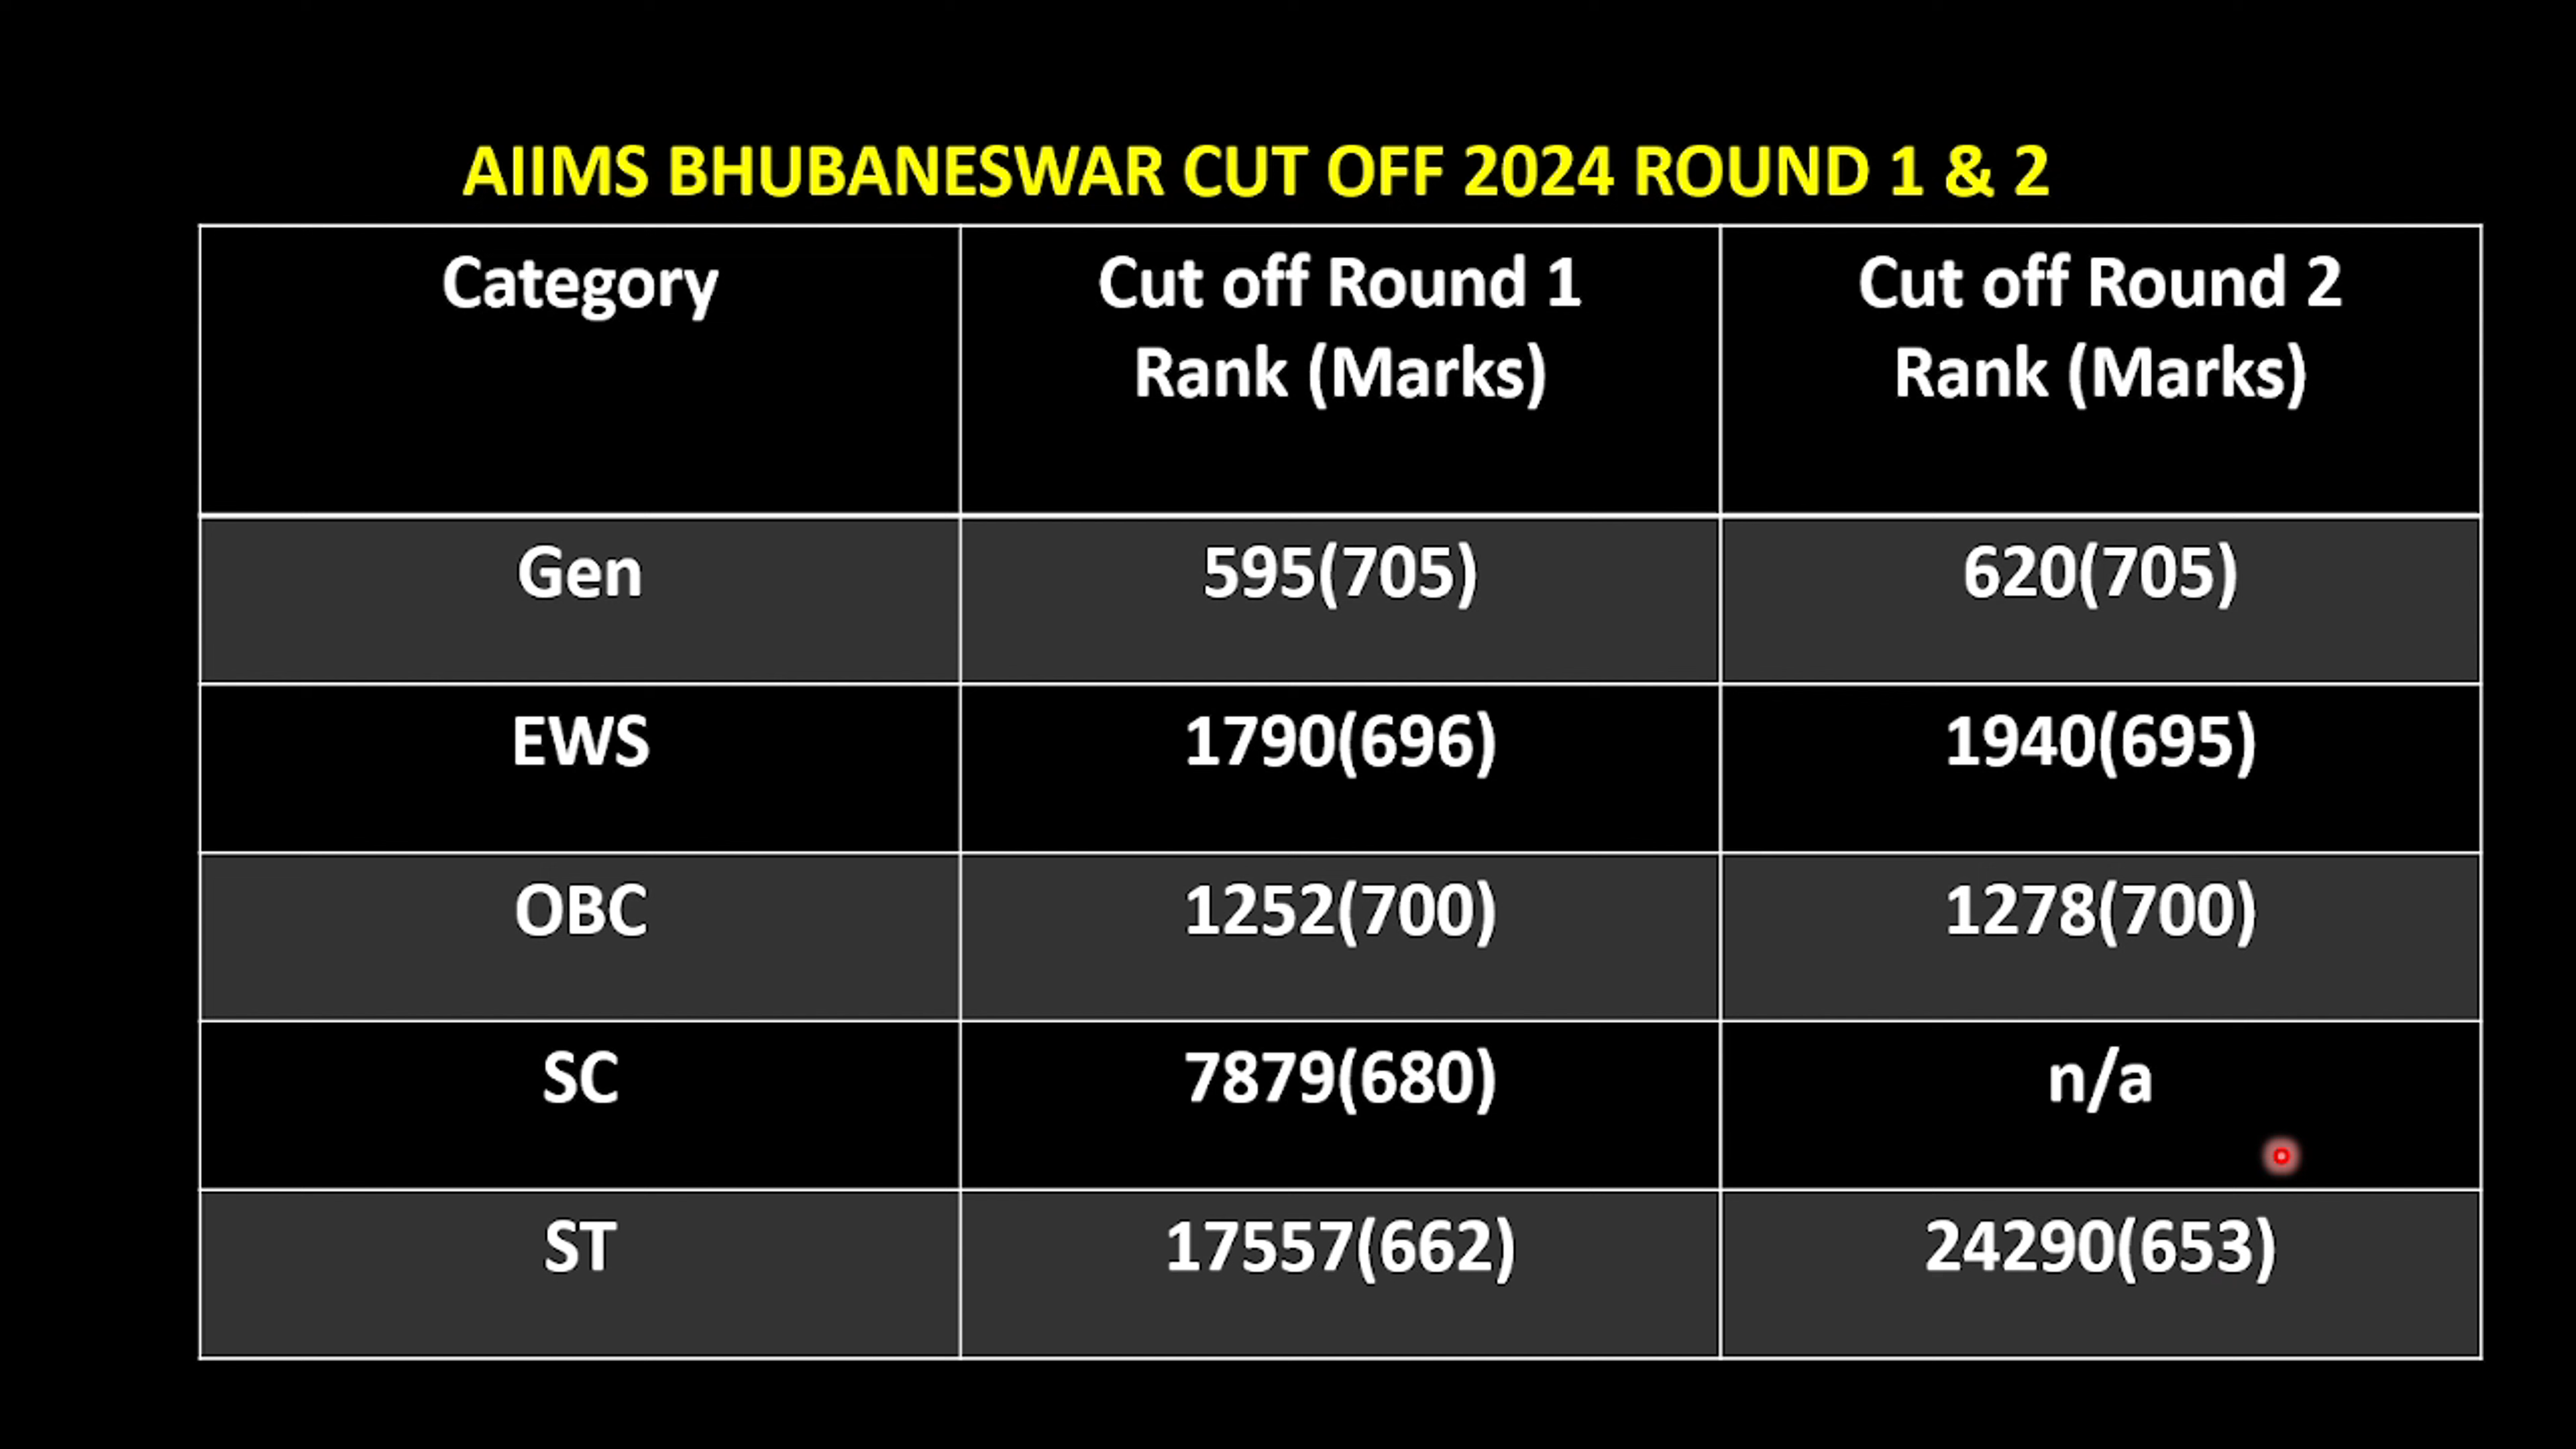 AIIMS BHUBANESWAR CUT OFF 2024 ROUND 1 & 2
Category
Cut off Round 1
Rank (Marks)
Cut off Round 2
Rank (Marks)
Gen
595(705)
620(705)
EWS
1790(696)
1940(695)
OBC
1252(700)
1278(700)
SC
7879(680)
n/a
ST
17557(662)
24290(653)